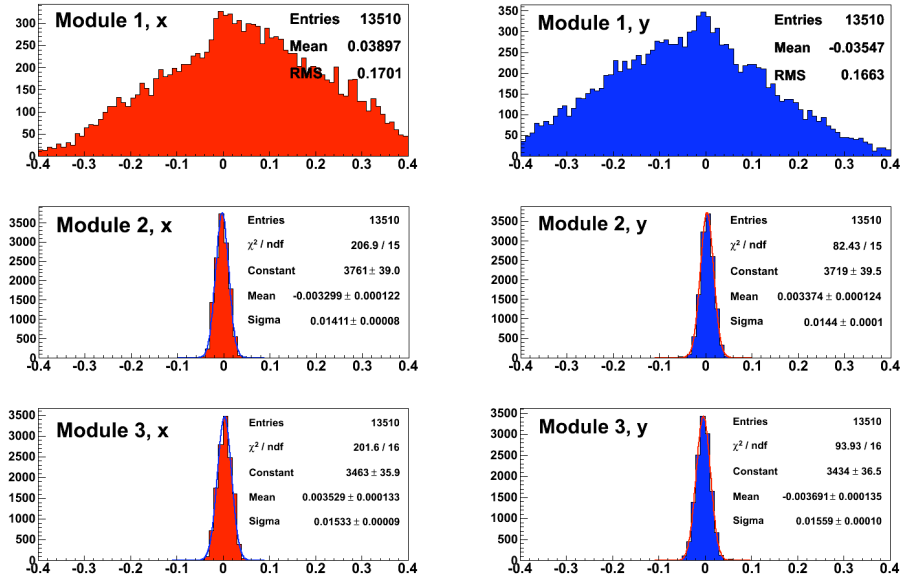 Module 1, x
Entries 13510
Mean 0.03897
RMS 0.1701
300
250
200
150
100
50
0
-0.4 -0.3 -0.2 -0.1 0 0.1 0.2 0.3 0.4
Module 1, y
Entries 13510
Mean -0.03547
RMS 0.1663
350
300
250
200
150
100
50
0
-0.4 -0.3 -0.2 -0.1 0 0.1 0.2 0.3 0.4
Module 2, x
Entries 13510
χ² / ndf 206.9 / 15
Constant 3761 ± 39.0
Mean -0.003299 ± 0.000122
Sigma 0.01411 ± 0.00008
3500
3000
2500
2000
1500
1000
500
0
-0.4 -0.3 -0.2 -0.1 0 0.1 0.2 0.3 0.4
Module 2, y
Entries 13510
χ² / ndf 82.43 / 15
Constant 3719 ± 39.5
Mean 0.003374 ± 0.000124
Sigma 0.0144 ± 0.0001
3500
3000
2500
2000
1500
1000
500
0
-0.4 -0.3 -0.2 -0.1 0 0.1 0.2 0.3 0.4
Module 3, x
Entries 13510
χ² / ndf 201.6 / 16
Constant 3463 ± 35.9
Mean 0.003529 ± 0.000133
Sigma 0.01533 ± 0.00009
3500
3000
2500
2000
1500
1000
500
0
-0.4 -0.3 -0.2 -0.1 0 0.1 0.2 0.3 0.4
Module 3, y
Entries 13510
χ² / ndf 93.93 / 16
Constant 3434 ± 36.5
Mean -0.003691 ± 0.000135
Sigma 0.01559 ± 0.00010
3500
3000
2500
2000
1500
1000
500
0
-0.4 -0.3 -0.2 -0.1 0 0.1 0.2 0.3 0.4